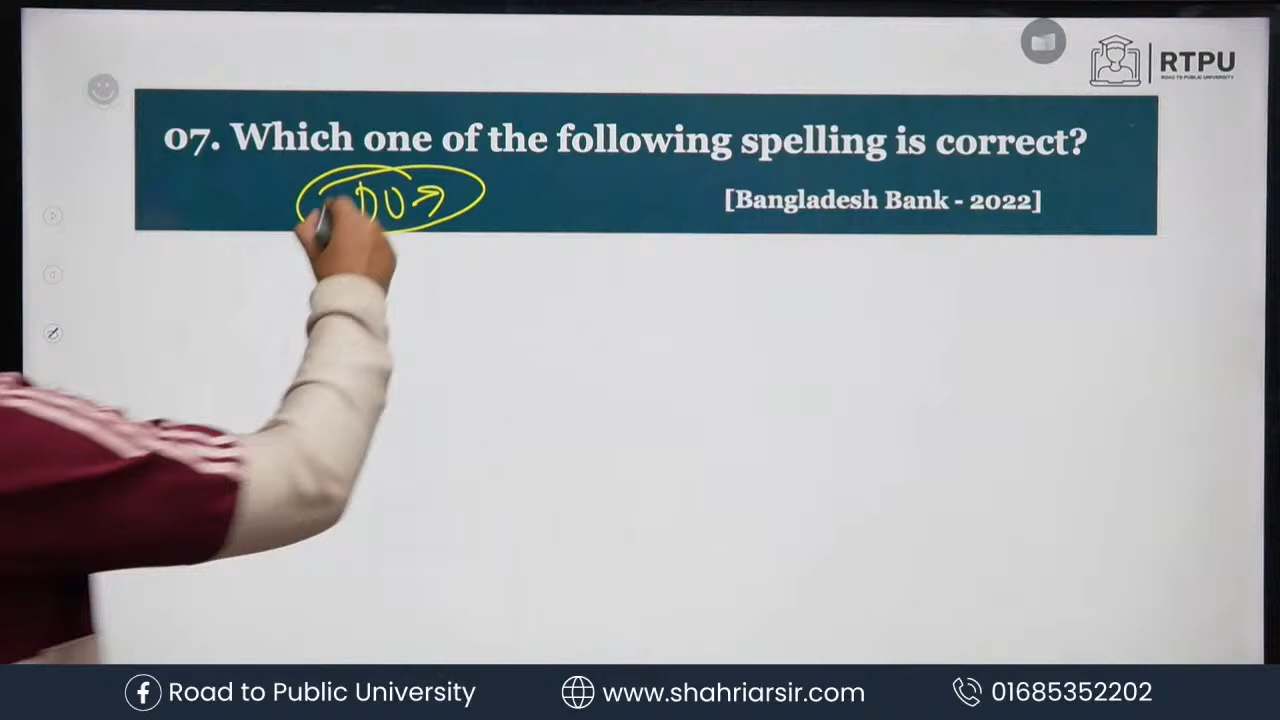 RTPU
ROAD TO PUBLIC UNIVERSITY
07. Which one of the following spelling is correct?
DU
[Bangladesh Bank - 2022]
Road to Public University
www.shahriarsir.com
01685352202